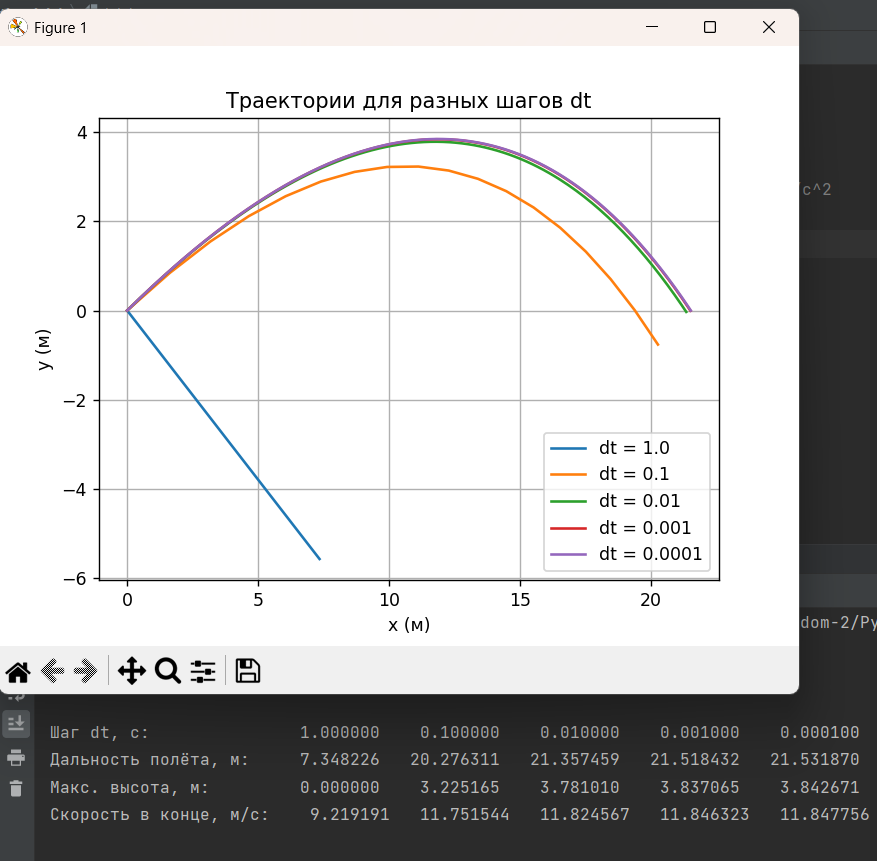 Figure 1
Траектории для разных шагов dt
4
2
0
−2
−4
−6
y (м)
0 5 10 15 20
x (м)
dt = 1.0
dt = 0.1
dt = 0.01
dt = 0.001
dt = 0.0001
c^2
dom-2/Py
Шаг dt, с: 1.000000 0.100000 0.010000 0.001000 0.000100
Дальность полёта, м: 7.348226 20.276311 21.357459 21.518432 21.531870
Макс. высота, м: 0.000000 3.225165 3.781010 3.837065 3.842671
Скорость в конце, м/с: 9.219191 11.751544 11.824567 11.846323 11.847756